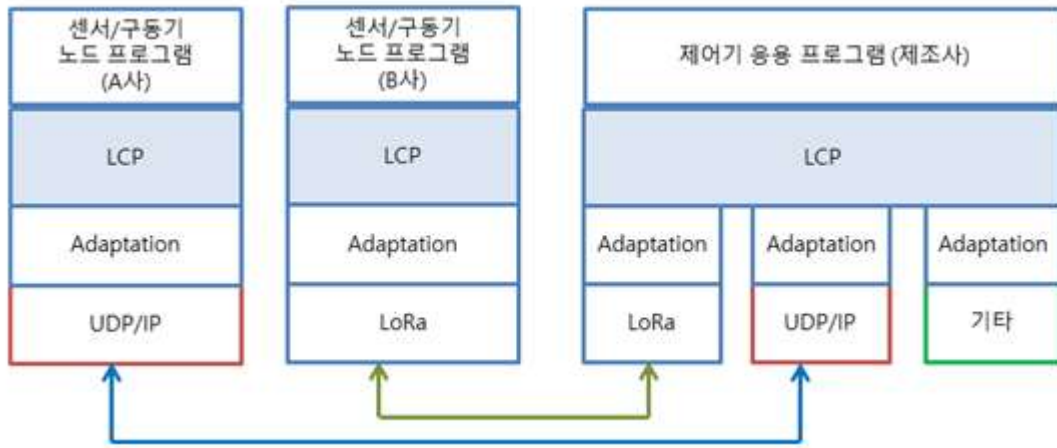 센서/구동기
노드 프로그램
(A사)
센서/구동기
노드 프로그램
(B사)
제어기 응용 프로그램 (제조사)
LCP
LCP
LCP
Adaptation
Adaptation
Adaptation
Adaptation
Adaptation
UDP/IP
LoRa
LoRa
UDP/IP
기타